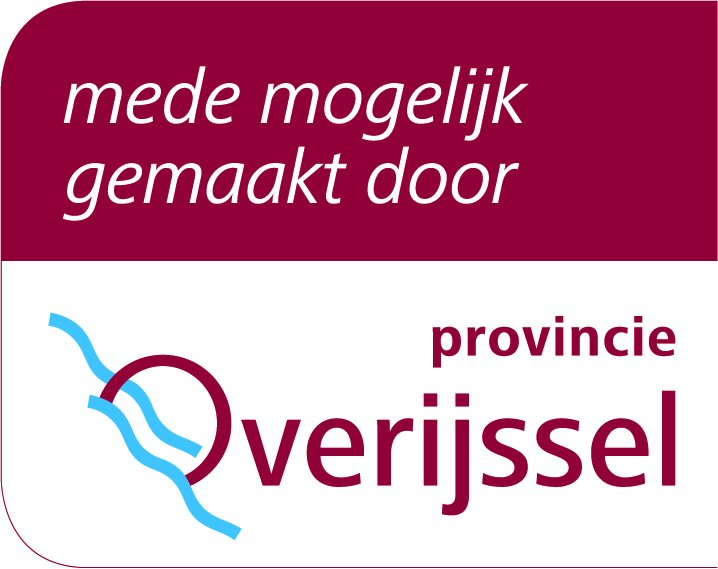 mede mogelijk
gemaakt door
provincie
Overijssel